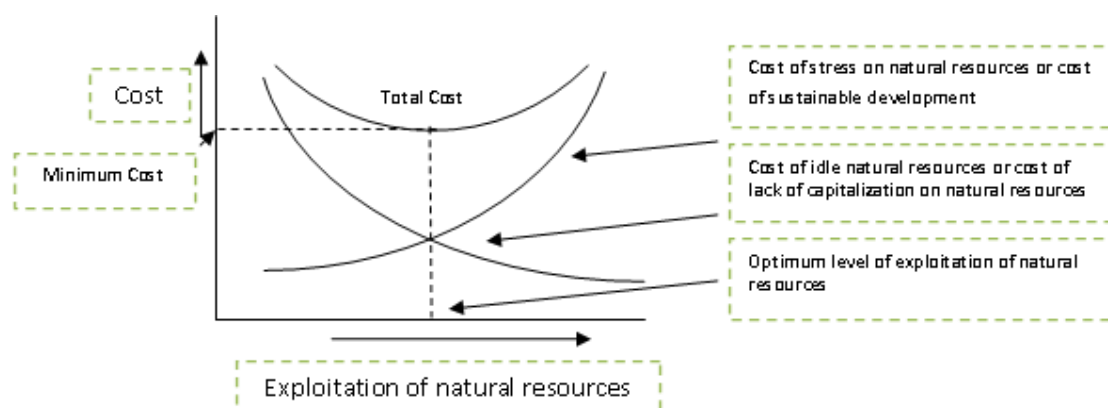 Cost
Minimum Cost
Total Cost
Cost of stress on natural resources or cost
of sustainable development
Cost of idle natural resources or cost of
lack of capitalization on natural resources
Optimum level of exploitation of natural
resources
Exploitation of natural resources